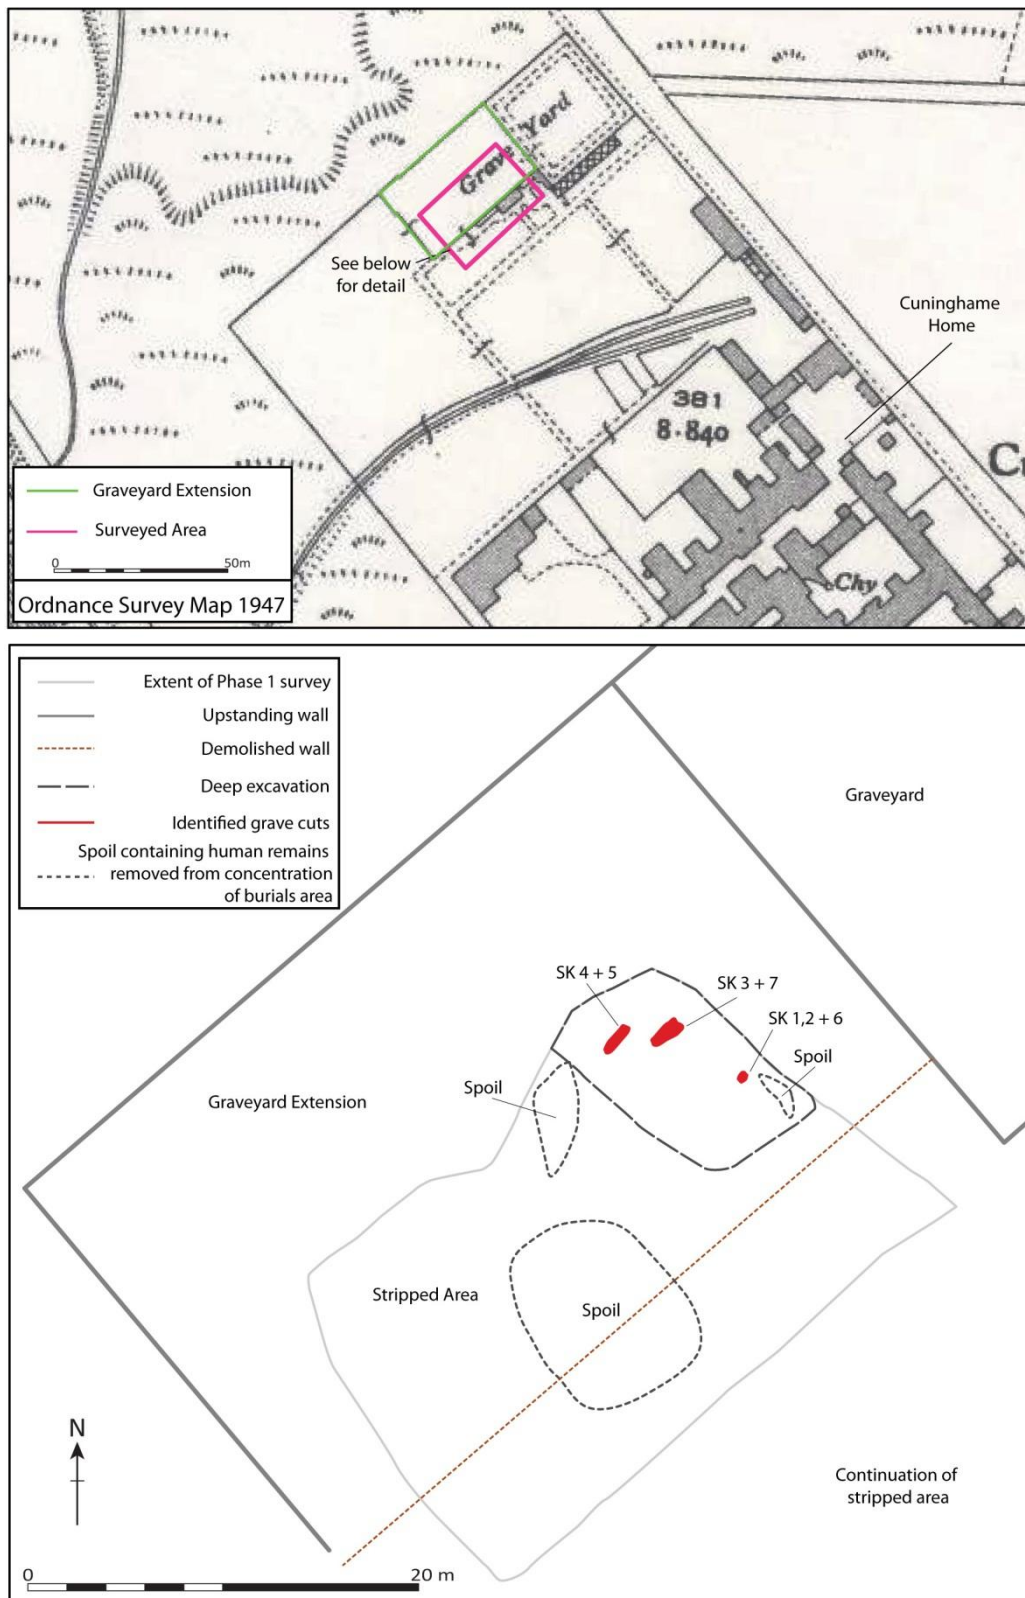 Grave Yard
See below
for detail
Cuninghame
Home
381
8·840
Chy
Graveyard Extension
Surveyed Area
0 50m
Ordnance Survey Map 1947
Extent of Phase 1 survey
Upstanding wall
Demolished wall
Deep excavation
Identified grave cuts
Spoil containing human remains
removed from concentration
of burials area
Graveyard
SK 4 + 5
SK 3 + 7
SK 1,2 + 6
Spoil
Spoil
Graveyard Extension
Stripped Area
Spoil
N
Continuation of
stripped area
0 20 m